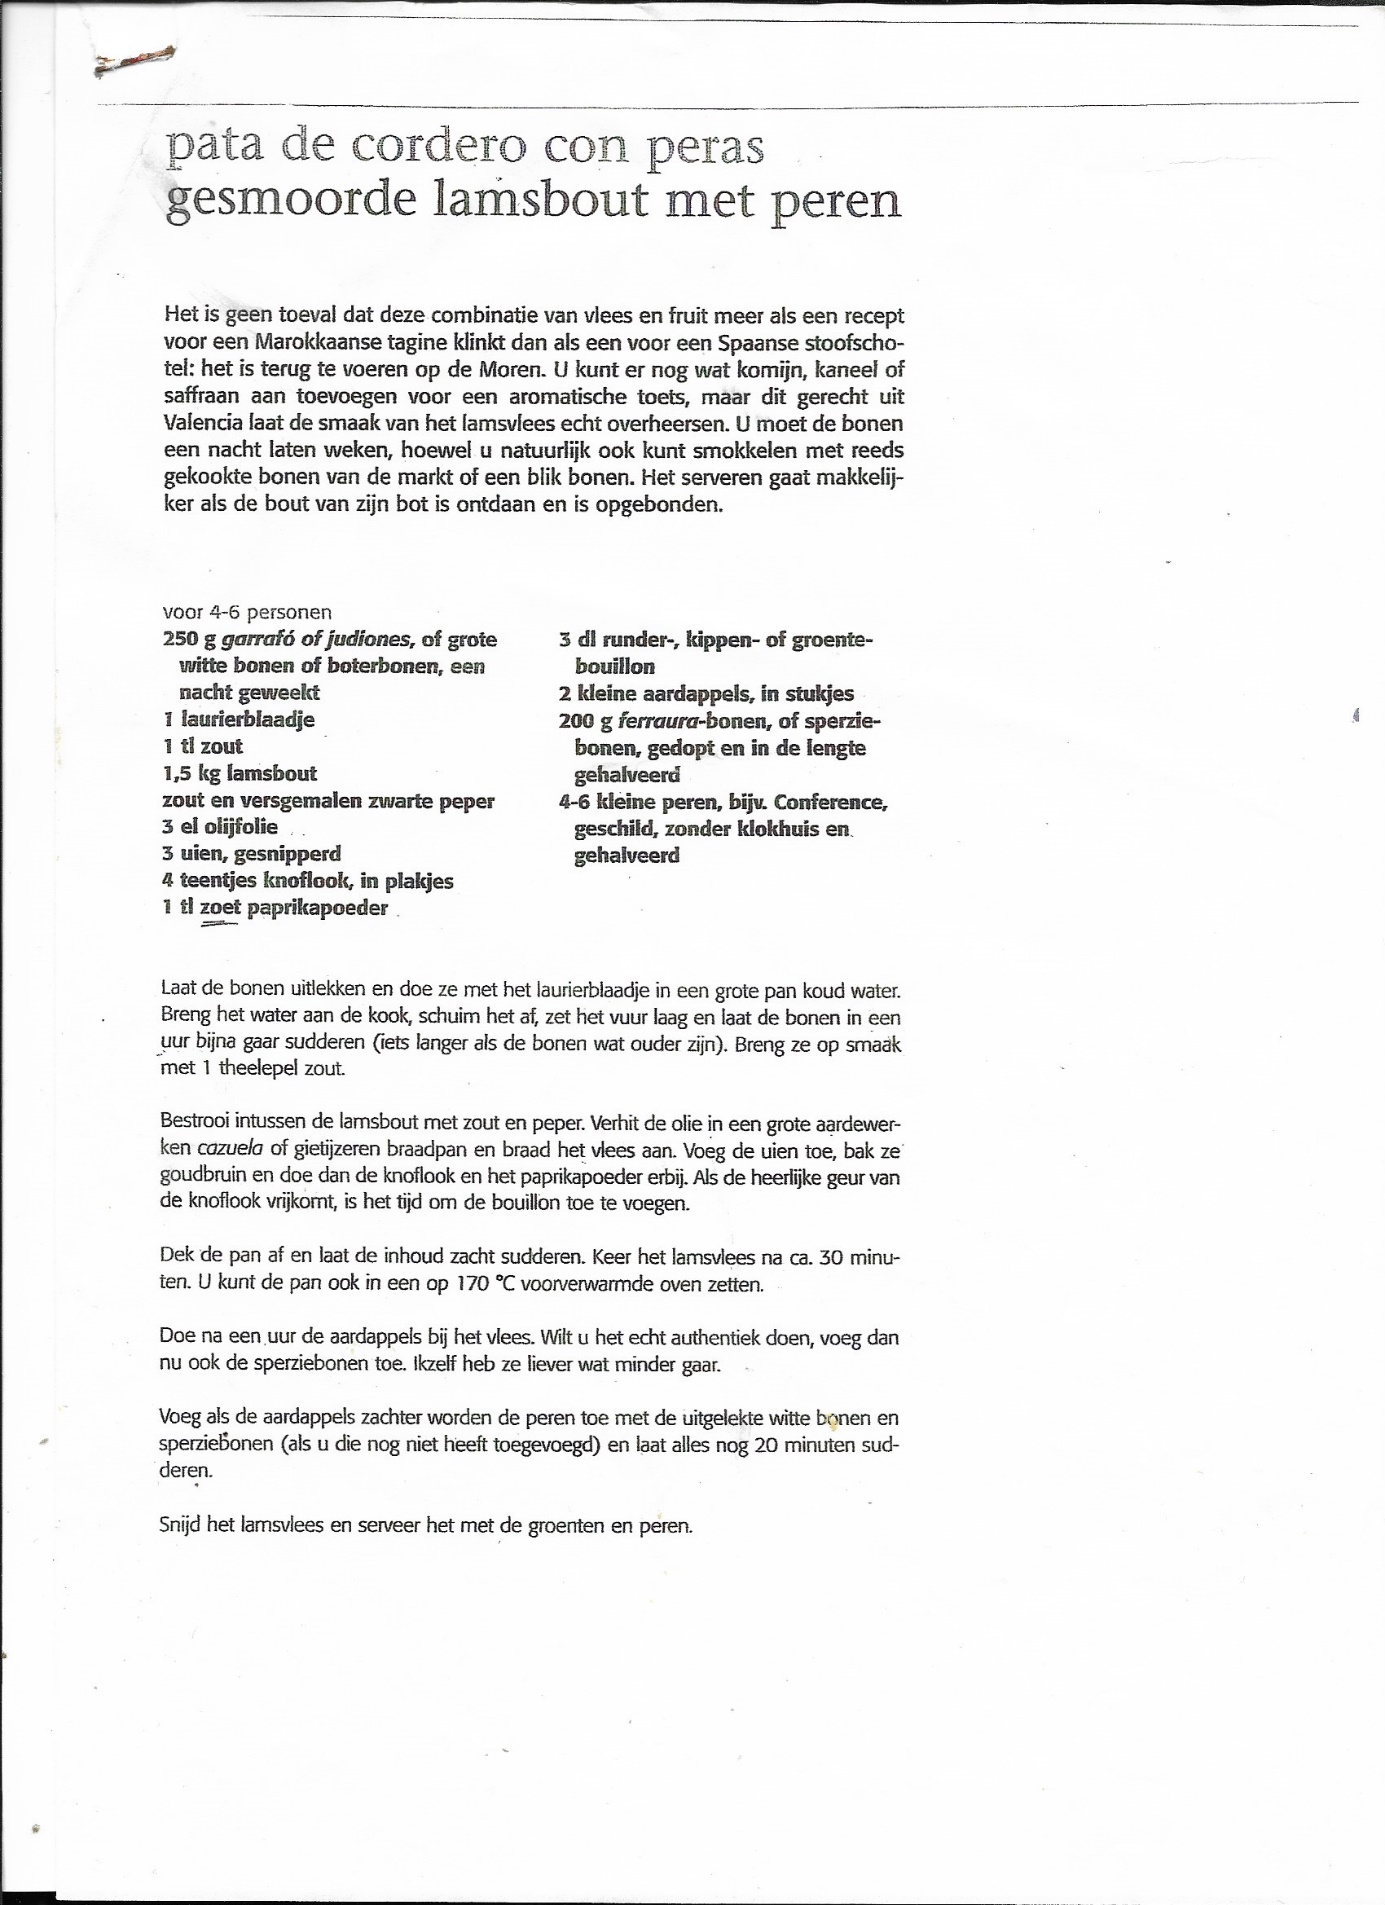 pata de cordero con peras
gesmoorde lamsbout met peren
Het is geen toeval dat deze combinatie van vlees en fruit meer als een recept
voor een Marokkaanse tagine klinkt dan als een voor een Spaanse stoofscho-
tel: het is terug te voeren op de Moren. U kunt er nog wat komijn, kaneel of
saffraan aan toevoegen voor een aromatische toets, maar dit gerecht uit
Valencia laat de smaak van het lamsvlees echt overheersen. U moet de bonen
een nacht laten weken, hoewel u natuurlijk ook kunt smokkelen met reeds
gekookte bonen van de markt of een blik bonen. Het serveren gaat makkelij-
ker als de bout van zijn bot is ontdaan en is opgebonden.
voor 4-6 personen
250 g garrafó of judiones, of grote
witte bonen of boterbonen, een
nacht geweekt
1 laurierblaadje
1 tl zout
1,5 kg lamsbout
zout en versgemalen zwarte peper
3 el olijfolie
3 uien, gesnipperd
4 teentjes knoflook, in plakjes
1 tl zoet paprikapoeder
3 dl runder-, kippen- of groente-
bouillon
2 kleine aardappels, in stukjes
200 g ferraura-bonen, of sperzie-
bonen, gedopt en in de lengte
gehalveerd
4-6 kleine peren, bijv. Conference,
geschild, zonder klokhuis en
gehalveerd
Laat de bonen uitlekken en doe ze met het laurierblaadje in een grote pan koud water.
Breng het water aan de kook, schuim het af, zet het vuur laag en laat de bonen in een
uur bijna gaar sudderen (iets langer als de bonen wat ouder zijn). Breng ze op smaak
met 1 theelepel zout.
Bestrooi intussen de lamsbout met zout en peper. Verhit de olie in een grote aardewer-
ken cazuela of gietijzeren braadpan en braad het vlees aan. Voeg de uien toe, bak ze
goudbruin en doe dan de knoflook en het paprikapoeder erbij. Als de heerlijke geur van
de knoflook vrijkomt, is het tijd om de bouillon toe te voegen.
Dek de pan af en laat de inhoud zacht sudderen. Keer het lamsvlees na ca. 30 minu-
ten. U kunt de pan ook in een op 170 °C voorverwarmde oven zetten.
Doe na een uur de aardappels bij het vlees. Wilt u het echt authentiek doen, voeg dan
nu ook de sperziebonen toe. Ikzelf heb ze liever wat minder gaar.
Voeg als de aardappels zachter worden de peren toe met de uitgelekte witte bonen en
sperziebonen (als u die nog niet heeft toegevoegd) en laat alles nog 20 minuten sud-
deren.
Snijd het lamsvlees en serveer het met de groenten en peren.